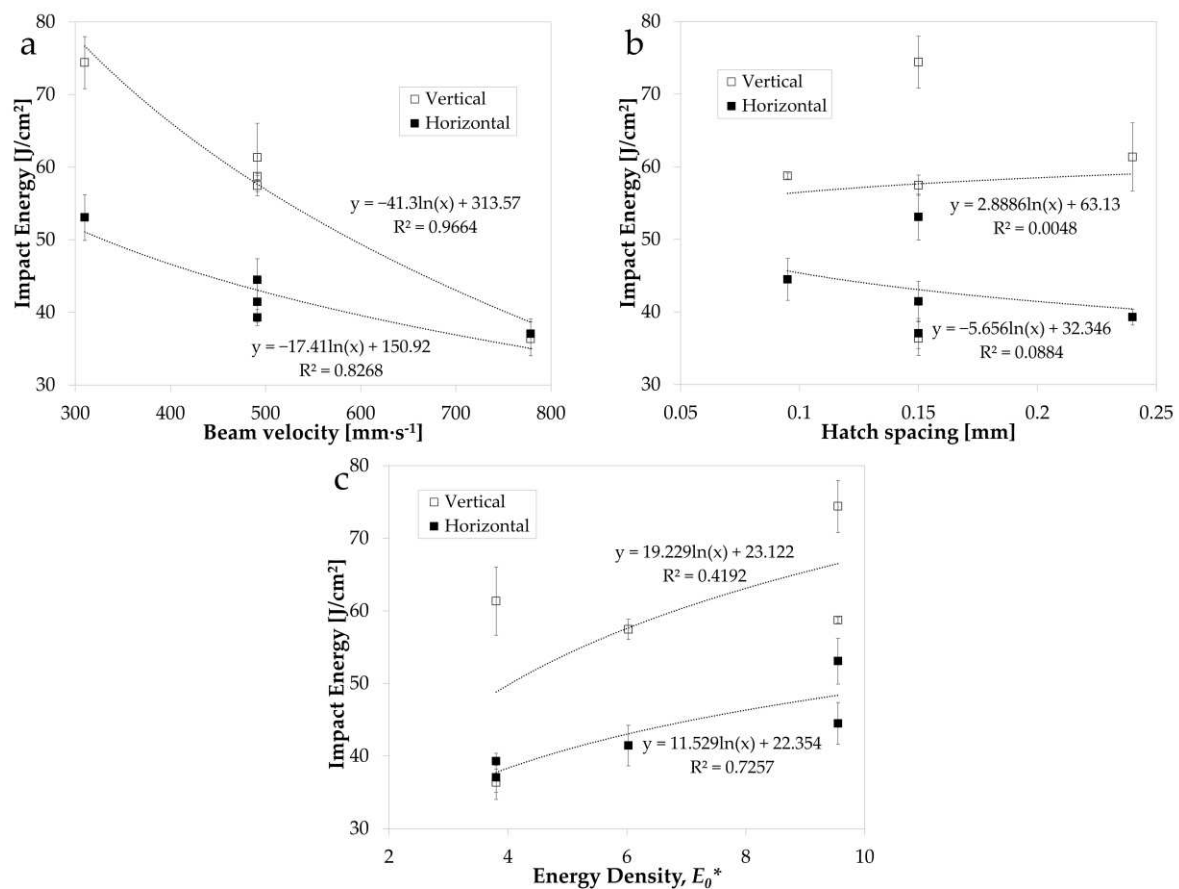 a
Impact Energy [J/cm²]
80
70
60
50
40
30
Vertical
Horizontal
y = −41.3ln(x) + 313.57
R² = 0.9664
y = −17.41ln(x) + 150.92
R² = 0.8268
300 400 500 600 700 800
Beam velocity [mm·s⁻¹]
b
Impact Energy [J/cm²]
80
70
60
50
40
30
Vertical
Horizontal
y = 2.8886ln(x) + 63.13
R² = 0.0048
y = −5.656ln(x) + 32.346
R² = 0.0884
0.05 0.1 0.15 0.2 0.25
Hatch spacing [mm]
c
Impact Energy [J/cm²]
80
70
60
50
40
30
Vertical
Horizontal
y = 19.229ln(x) + 23.122
R² = 0.4192
y = 11.529ln(x) + 22.354
R² = 0.7257
2 4 6 8 10
Energy Density, E₀*